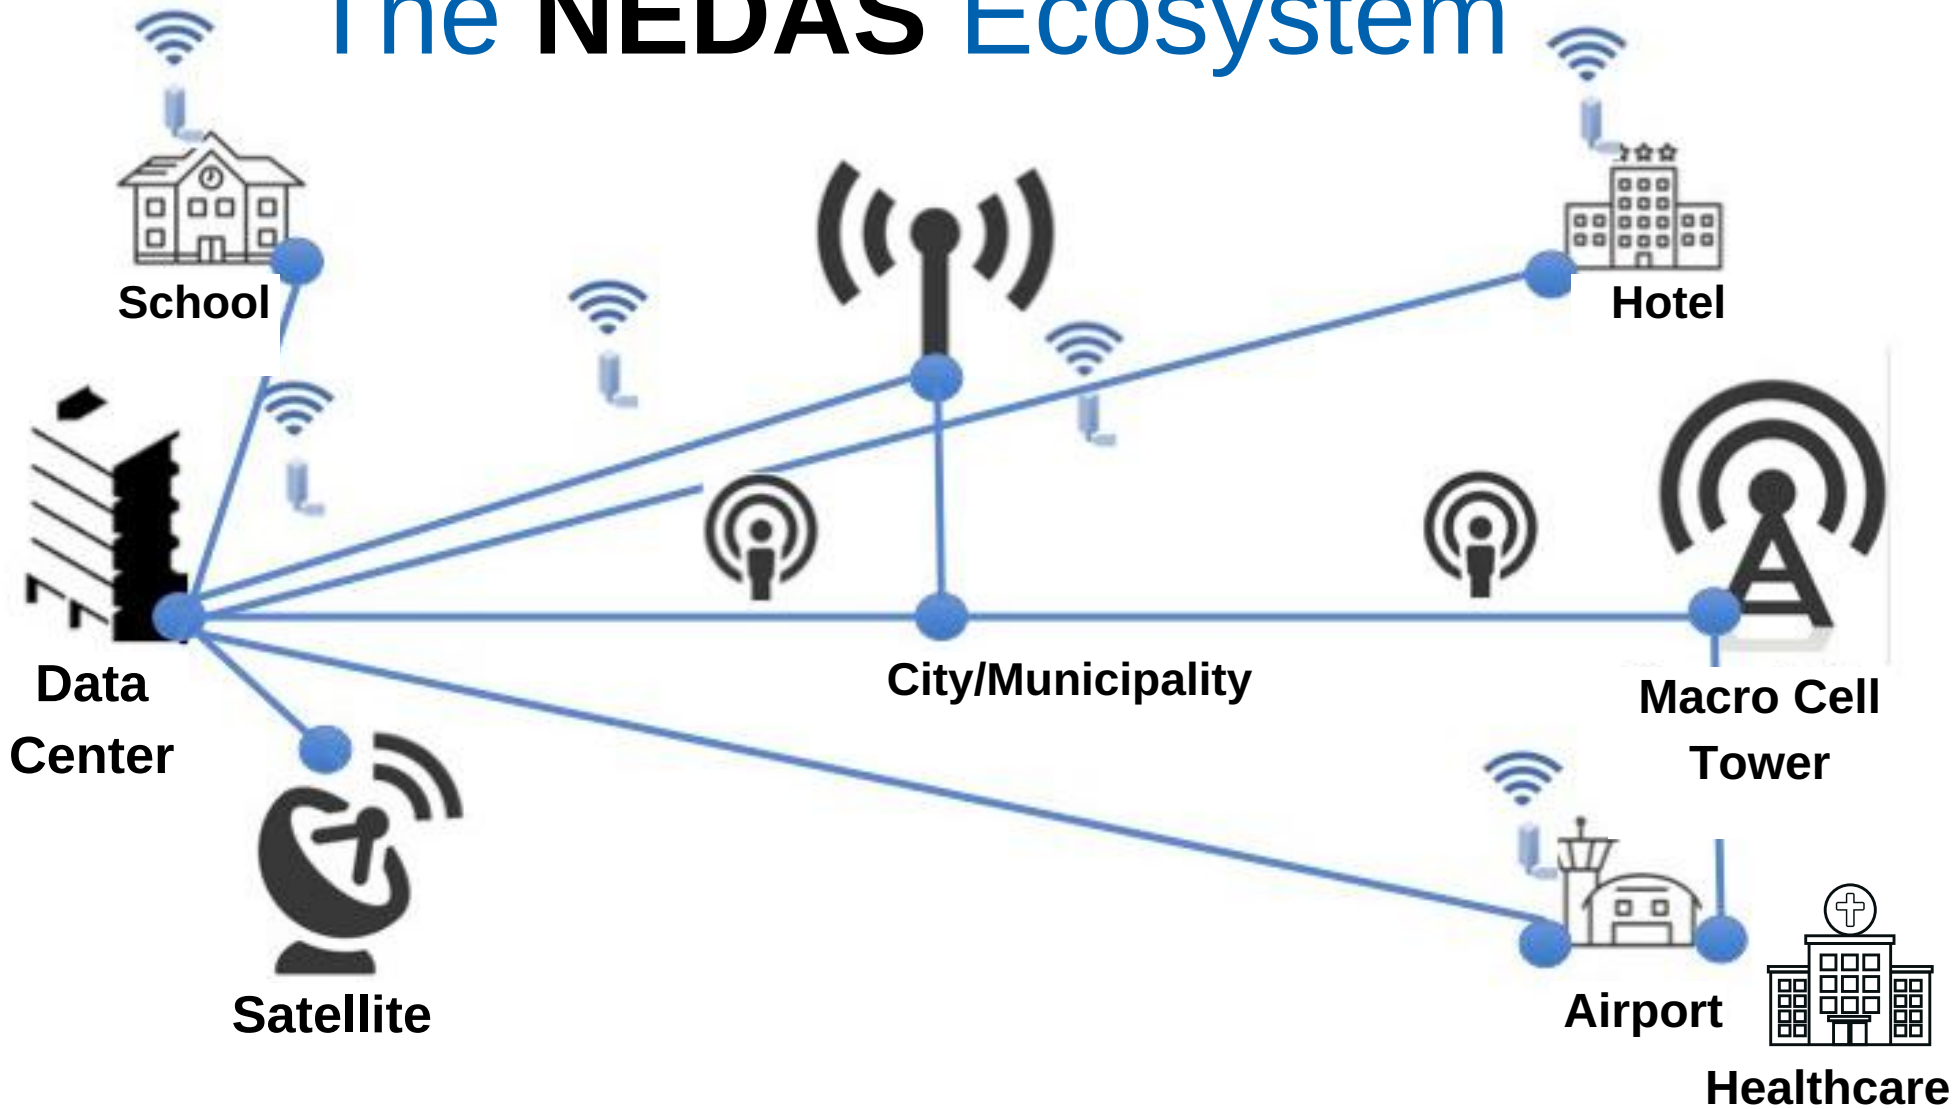 The NEDAS Ecosystem
School
Hotel
Data
Center
City/Municipality
Macro Cell
Tower
Satellite
Airport
Healthcare